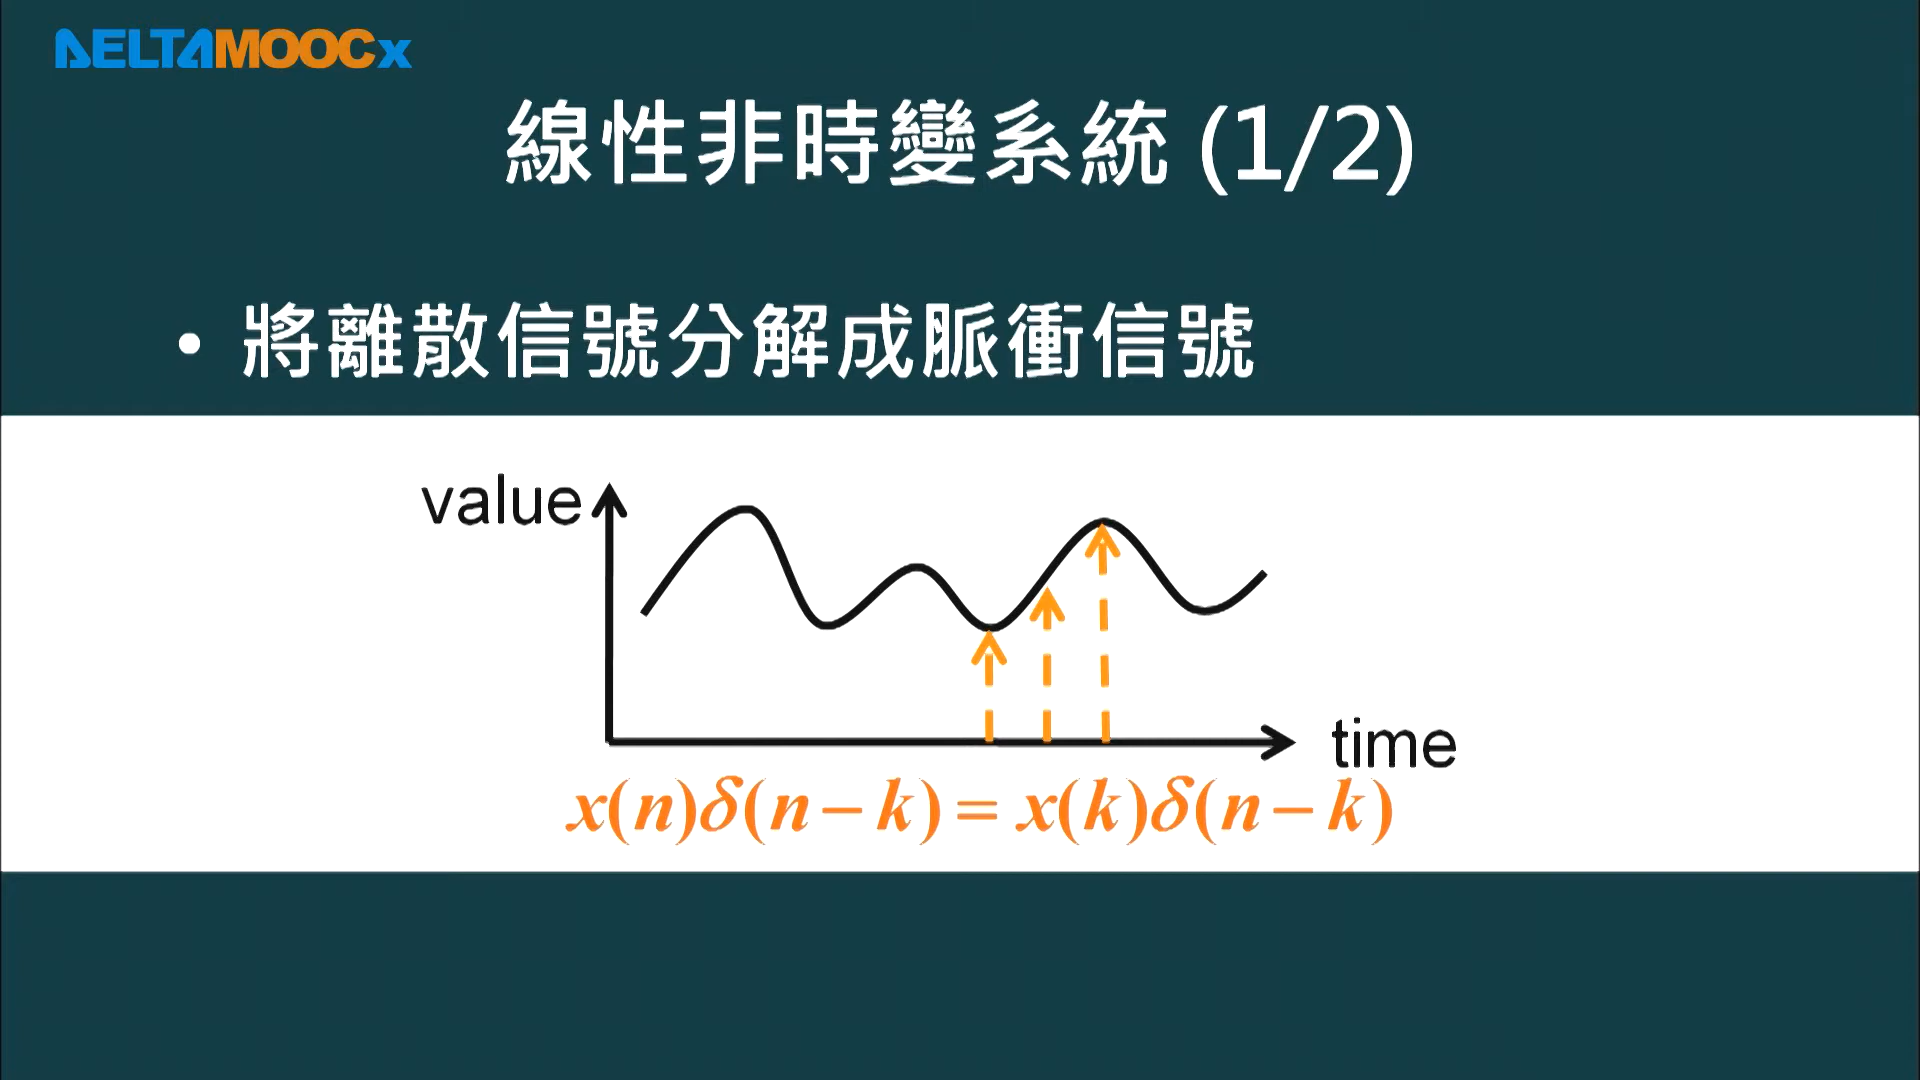 DELTAMOOCx
線性非時變系統 (1/2)
• 將離散信號分解成脈衝信號
value
time
x(n)δ(n−k)=x(k)δ(n−k)